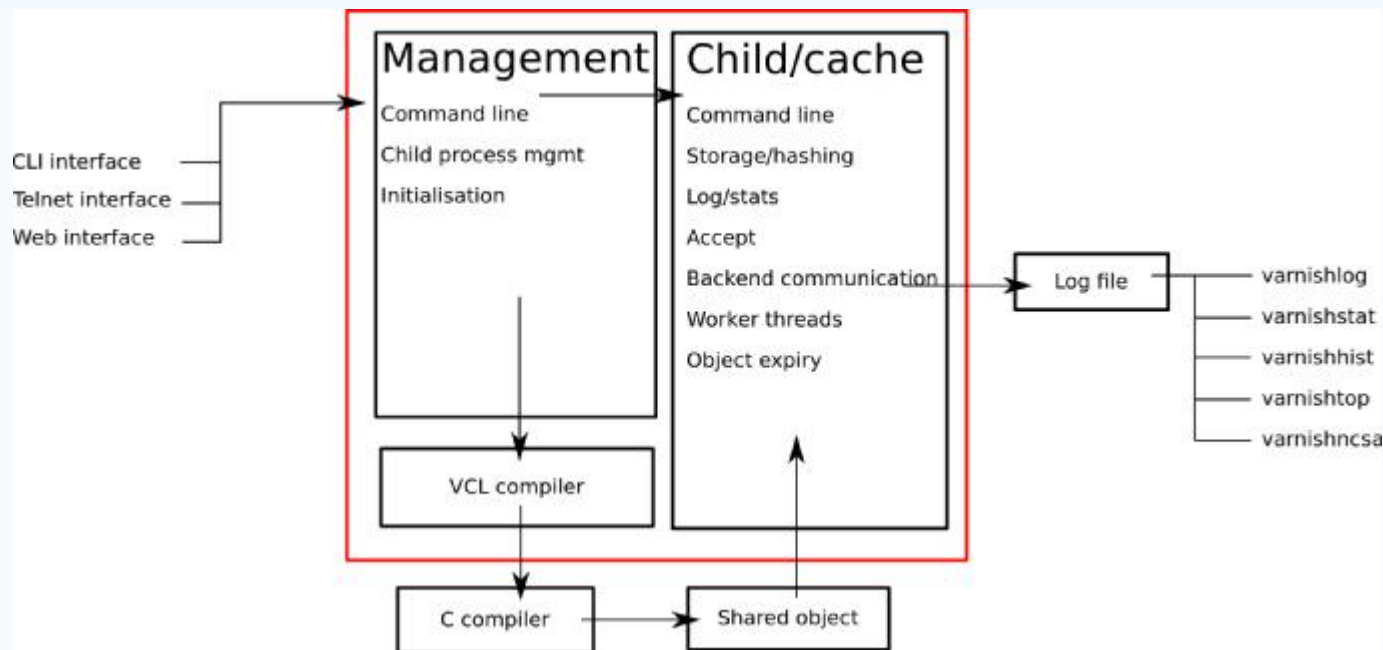 CLI interface
Telnet interface
Web interface
Management
Command line
Child process mgmt
Initialisation
VCL compiler
C compiler
Child/cache
Command line
Storage/hashing
Log/stats
Accept
Backend communication
Worker threads
Object expiry
Shared object
Log file
varnishlog
varnishstat
varnishhist
varnishtop
varnishncsa